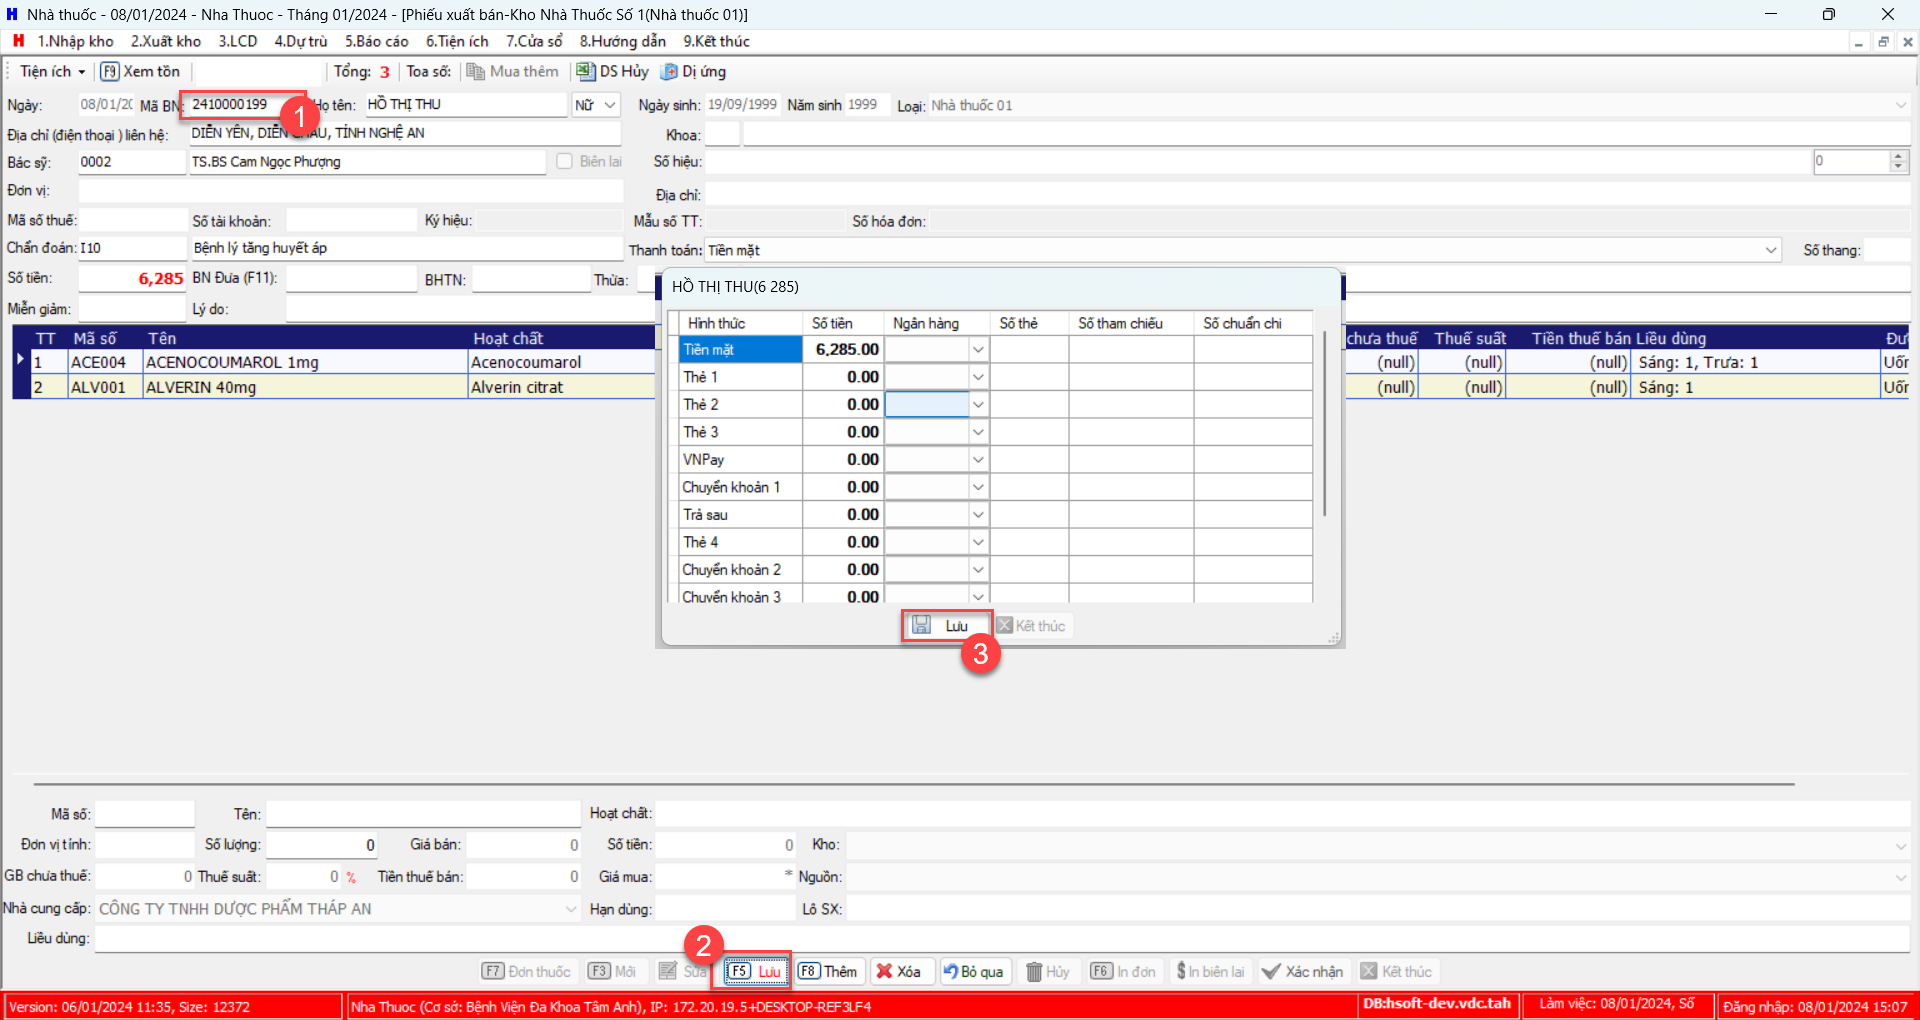 H Nhà thuốc - 08/01/2024 - Nha Thuoc - Tháng 01/2024 - [Phiếu xuất bán-Kho Nhà Thuốc Số 1(Nhà thuốc 01)]
H 1.Nhập kho 2.Xuất kho 3.LCD 4.Dự trù 5.Báo cáo 6.Tiện ích 7.Cửa sổ 8.Hướng dẫn 9.Kết thúc
Tiện ích F9 Xem tồn Tổng: 3 Toa số: Mua thêm DS Hủy Dị ứng
Ngày: 08/01/20 Mã BN: 2410000199 1 Họ tên: HỒ THỊ THU Nữ Ngày sinh: 19/09/1999 Năm sinh 1999 Loại: Nhà thuốc 01
Địa chỉ (điện thoại ) liên hệ: DIỄN YÊN, DIỄN CHÂU, TỈNH NGHỆ AN Khoa:
Bác sỹ: 0002 TS.BS Cam Ngọc Phượng Biên lai Số hiệu: 0
Đơn vị: Địa chỉ:
Mã số thuế: Số tài khoản: Ký hiệu: Mẫu số TT: Số hóa đơn:
Chẩn đoán: I10 Bệnh lý tăng huyết áp Thanh toán: Tiền mặt Số thang:
Số tiền: 6,285 BN Đưa (F11): BHTN: Thừa:
Miễn giảm: Lý do:
TT Mã số Tên Hoạt chất chưa thuế Thuế suất Tiền thuế bán Liều dùng Đườ
1 ACE004 ACENOCOUMAROL 1mg Acenocoumarol (null) (null) (null) Sáng: 1, Trưa: 1 Uốn
2 ALV001 ALVERIN 40mg Alverin citrat (null) (null) (null) Sáng: 1 Uốn
HỒ THỊ THU(6 285)
Hình thức Số tiền Ngân hàng Số thẻ Số tham chiếu Số chuẩn chi
Tiền mặt 6,285.00
Thẻ 1 0.00
Thẻ 2 0.00
Thẻ 3 0.00
VNPay 0.00
Chuyển khoản 1 0.00
Trả sau 0.00
Thẻ 4 0.00
Chuyển khoản 2 0.00
Chuyển khoản 3 0.00
Lưu Kết thúc
3
Mã số: Tên: Hoạt chất:
Đơn vị tính: Số lượng: 0 Giá bán: 0 Số tiền: 0 Kho:
GB chưa thuế: 0 Thuế suất: 0 % Tiền thuế bán: 0 Giá mua: * Nguồn:
Nhà cung cấp: CÔNG TY TNHH DƯỢC PHẨM THÁP AN Hạn dùng: Lô SX:
Liều dùng:
2
F7 Đơn thuốc F3 Mới Sửa F5 Lưu F8 Thêm Xóa Bỏ qua Hủy F6 In đơn $ In biên lai Xác nhận Kết thúc
Version: 06/01/2024 11:35, Size: 12372 Nha Thuoc (Cơ sở: Bệnh Viện Đa Khoa Tâm Anh), IP: 172.20.19.5+DESKTOP-REF3LF4 DB:hsoft-dev.vdc.tah Làm việc: 08/01/2024, Số Đăng nhập: 08/01/2024 15:07